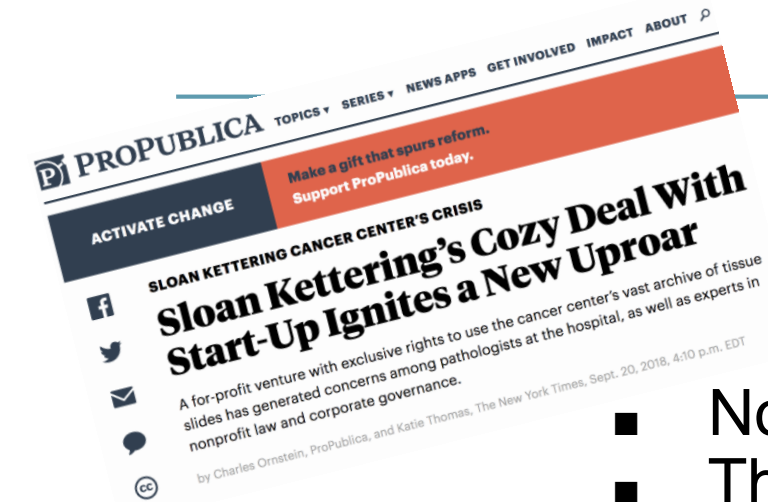 TOPICS ▾ SERIES ▾ NEWS APPS GET INVOLVED IMPACT ABOUT
PROPUBLICA
ACTIVATE CHANGE
Make a gift that spurs reform.
Support ProPublica today.
SLOAN KETTERING CANCER CENTER'S CRISIS
Sloan Kettering's Cozy Deal With
Start-Up Ignites a New Uproar
A for-profit venture with exclusive rights to use the cancer center's vast archive of tissue
slides has generated concerns among pathologists at the hospital, as well as experts in
nonprofit law and corporate governance.
by Charles Ornstein, ProPublica, and Katie Thomas, The New York Times, Sept. 20, 2018, 4:10 p.m. EDT
cc